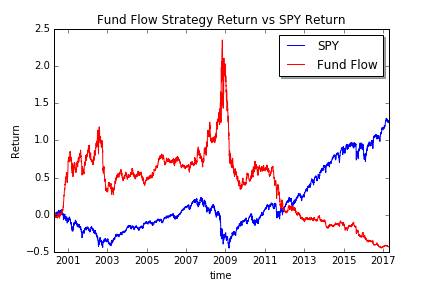 Fund Flow Strategy Return vs SPY Return
2.5
2.0
1.5
1.0
0.5
0.0
−0.5
Return
SPY
Fund Flow
2001 2003 2005 2007 2009 2011 2013 2015 2017
time